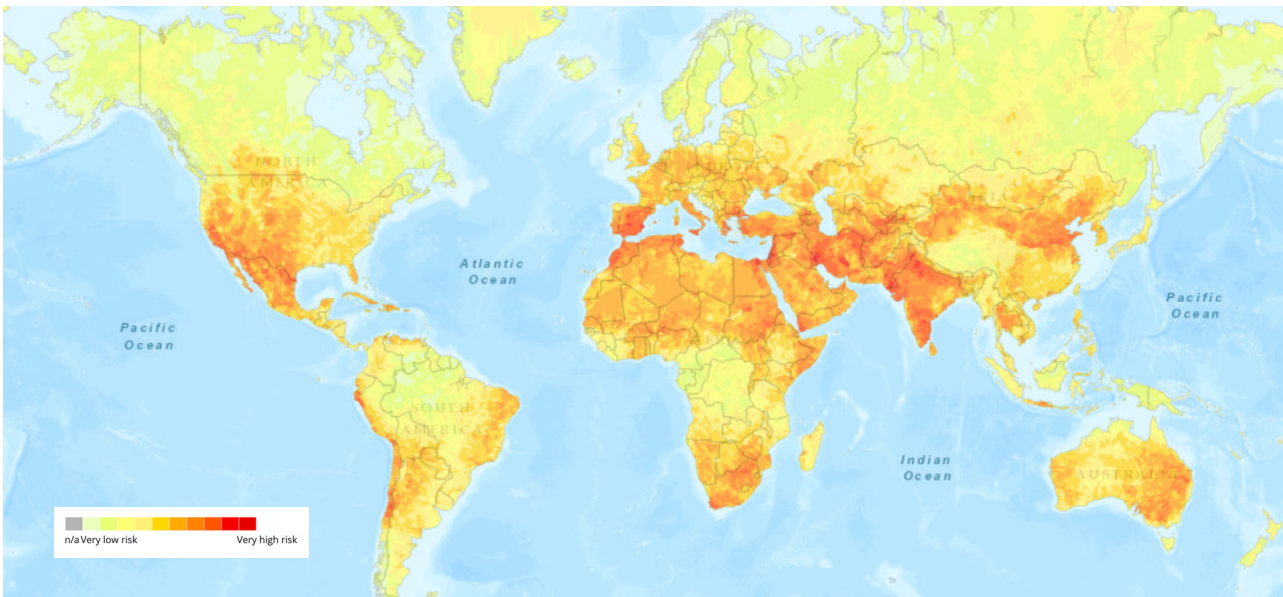 NORTH
AMERICA
Atlantic
Ocean
Pacific
Ocean
Pacific
Ocean
SOUTH
AMERICA
Indian
Ocean
AUSTRALIA
n/a Very low risk Very high risk